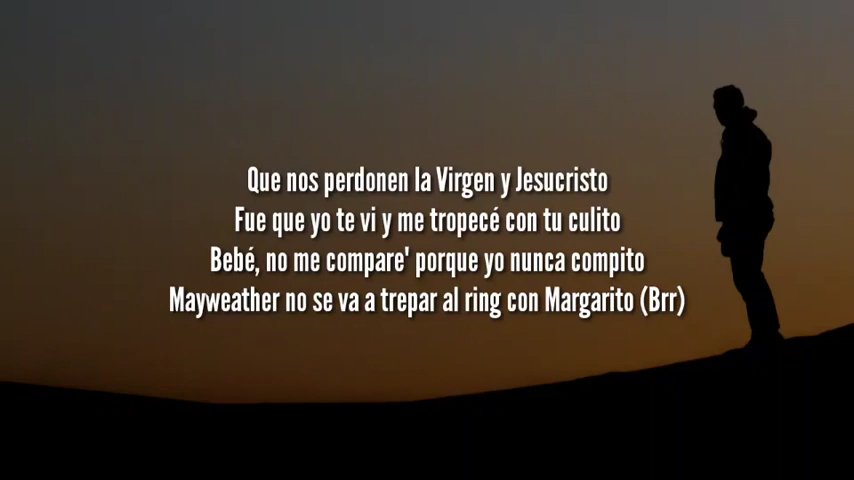 Que nos perdonen la Virgen y Jesucristo
Fue que yo te vi y me tropecé con tu culito
Bebé, no me compare' porque yo nunca compito
Mayweather no se va a trepar al ring con Margarito (Brr)